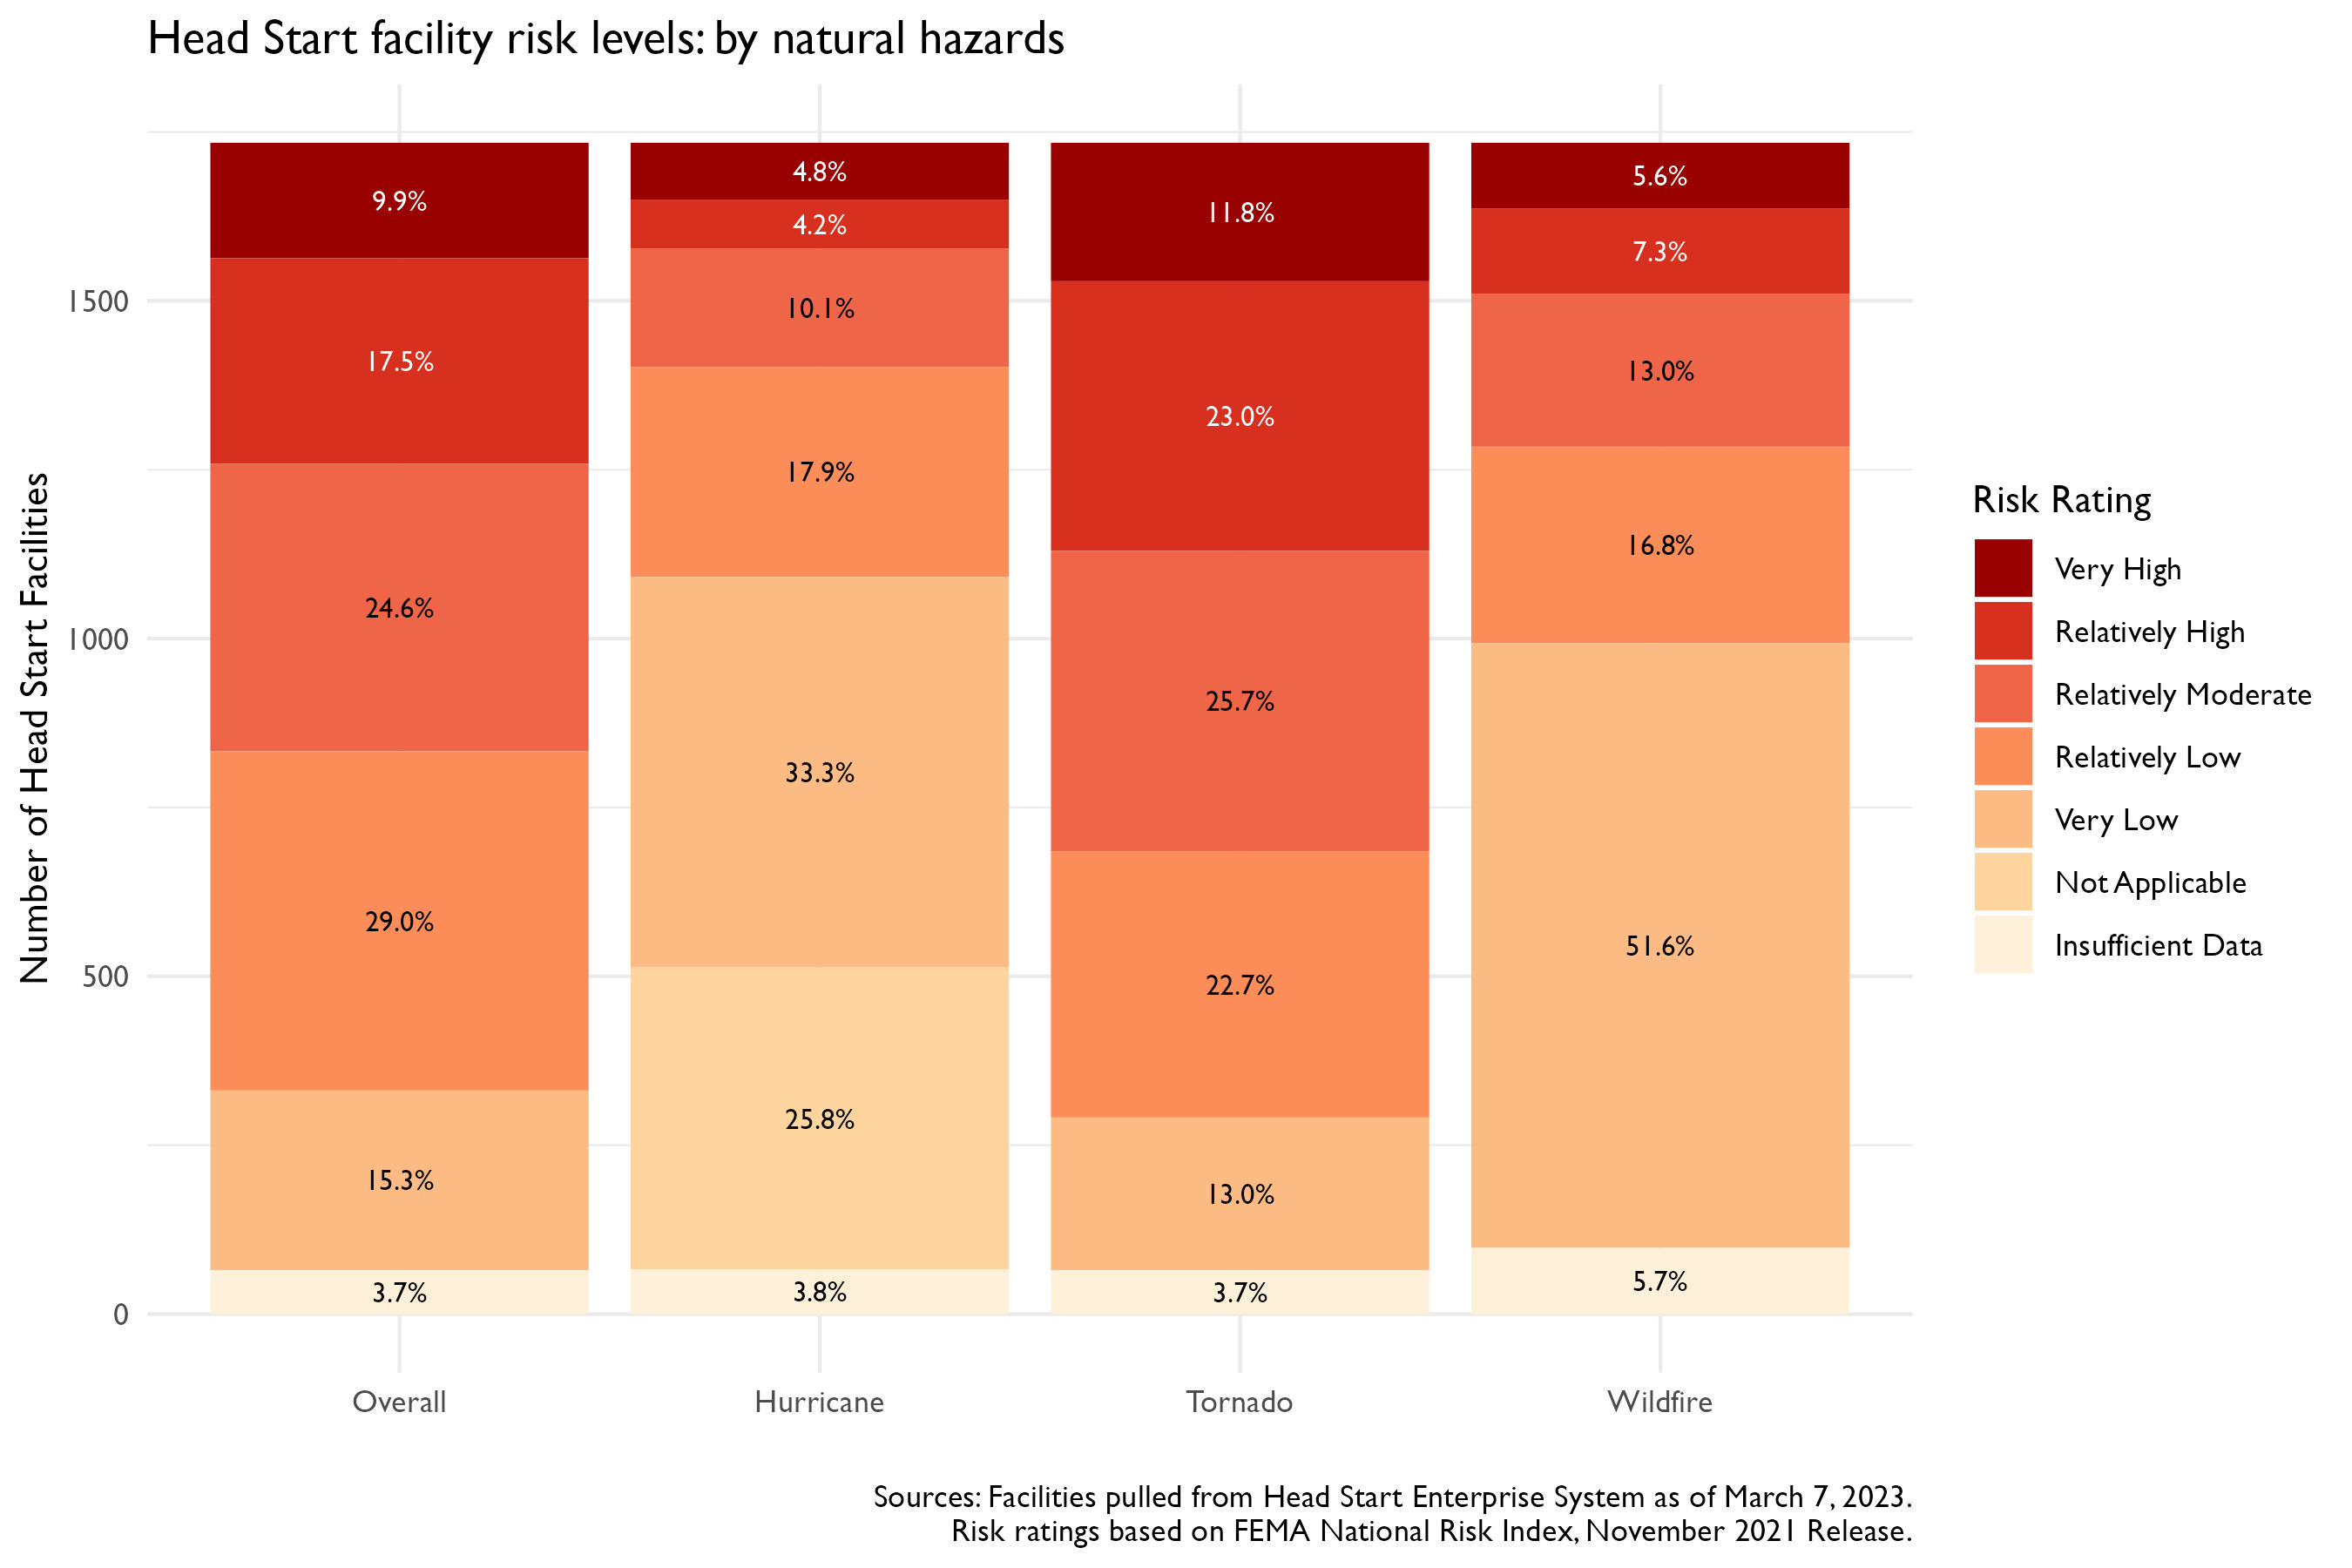 Head Start facility risk levels: by natural hazards
Number of Head Start Facilities
1500
1000
500
0
9.9%
17.5%
24.6%
29.0%
15.3%
3.7%
4.8%
4.2%
10.1%
17.9%
33.3%
25.8%
3.8%
11.8%
23.0%
25.7%
22.7%
13.0%
3.7%
5.6%
7.3%
13.0%
16.8%
51.6%
5.7%
Overall
Hurricane
Tornado
Wildfire
Risk Rating
Very High
Relatively High
Relatively Moderate
Relatively Low
Very Low
Not Applicable
Insufficient Data
Sources: Facilities pulled from Head Start Enterprise System as of March 7, 2023.
Risk ratings based on FEMA National Risk Index, November 2021 Release.